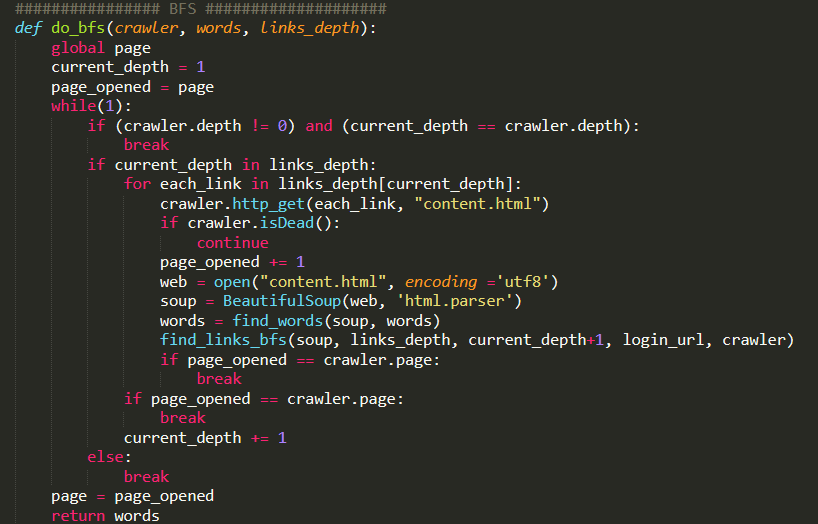 ################ BFS ####################
def do_bfs(crawler, words, links_depth):
    global page
    current_depth = 1
    page_opened = page
    while(1):
        if (crawler.depth != 0) and (current_depth == crawler.depth):
            break
        if current_depth in links_depth:
            for each_link in links_depth[current_depth]:
                crawler.http_get(each_link, "content.html")
                if crawler.isDead():
                    continue
                page_opened += 1
                web = open("content.html", encoding ='utf8')
                soup = BeautifulSoup(web, 'html.parser')
                words = find_words(soup, words)
                find_links_bfs(soup, links_depth, current_depth+1, login_url, crawler)
                if page_opened == crawler.page:
                    break
            if page_opened == crawler.page:
                break
            current_depth += 1
        else:
            break
    page = page_opened
    return words